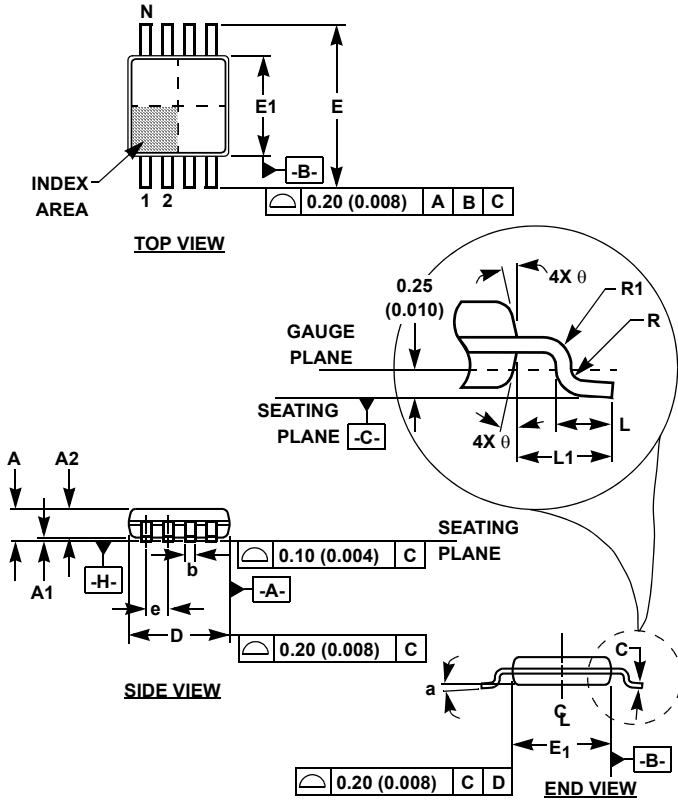 N
E1
E
-B-
INDEX
AREA
1 2
0.20 (0.008) A B C
TOP VIEW
0.25
(0.010)
4X θ
R1
R
GAUGE
PLANE
SEATING
PLANE
-C-
4X θ
L
L1
A
A2
SEATING
PLANE
A1
-H-
b
0.10 (0.004) C
-A-
e
D
0.20 (0.008) C
SIDE VIEW
C
a
C
L
E1
-B-
0.20 (0.008) C D
END VIEW